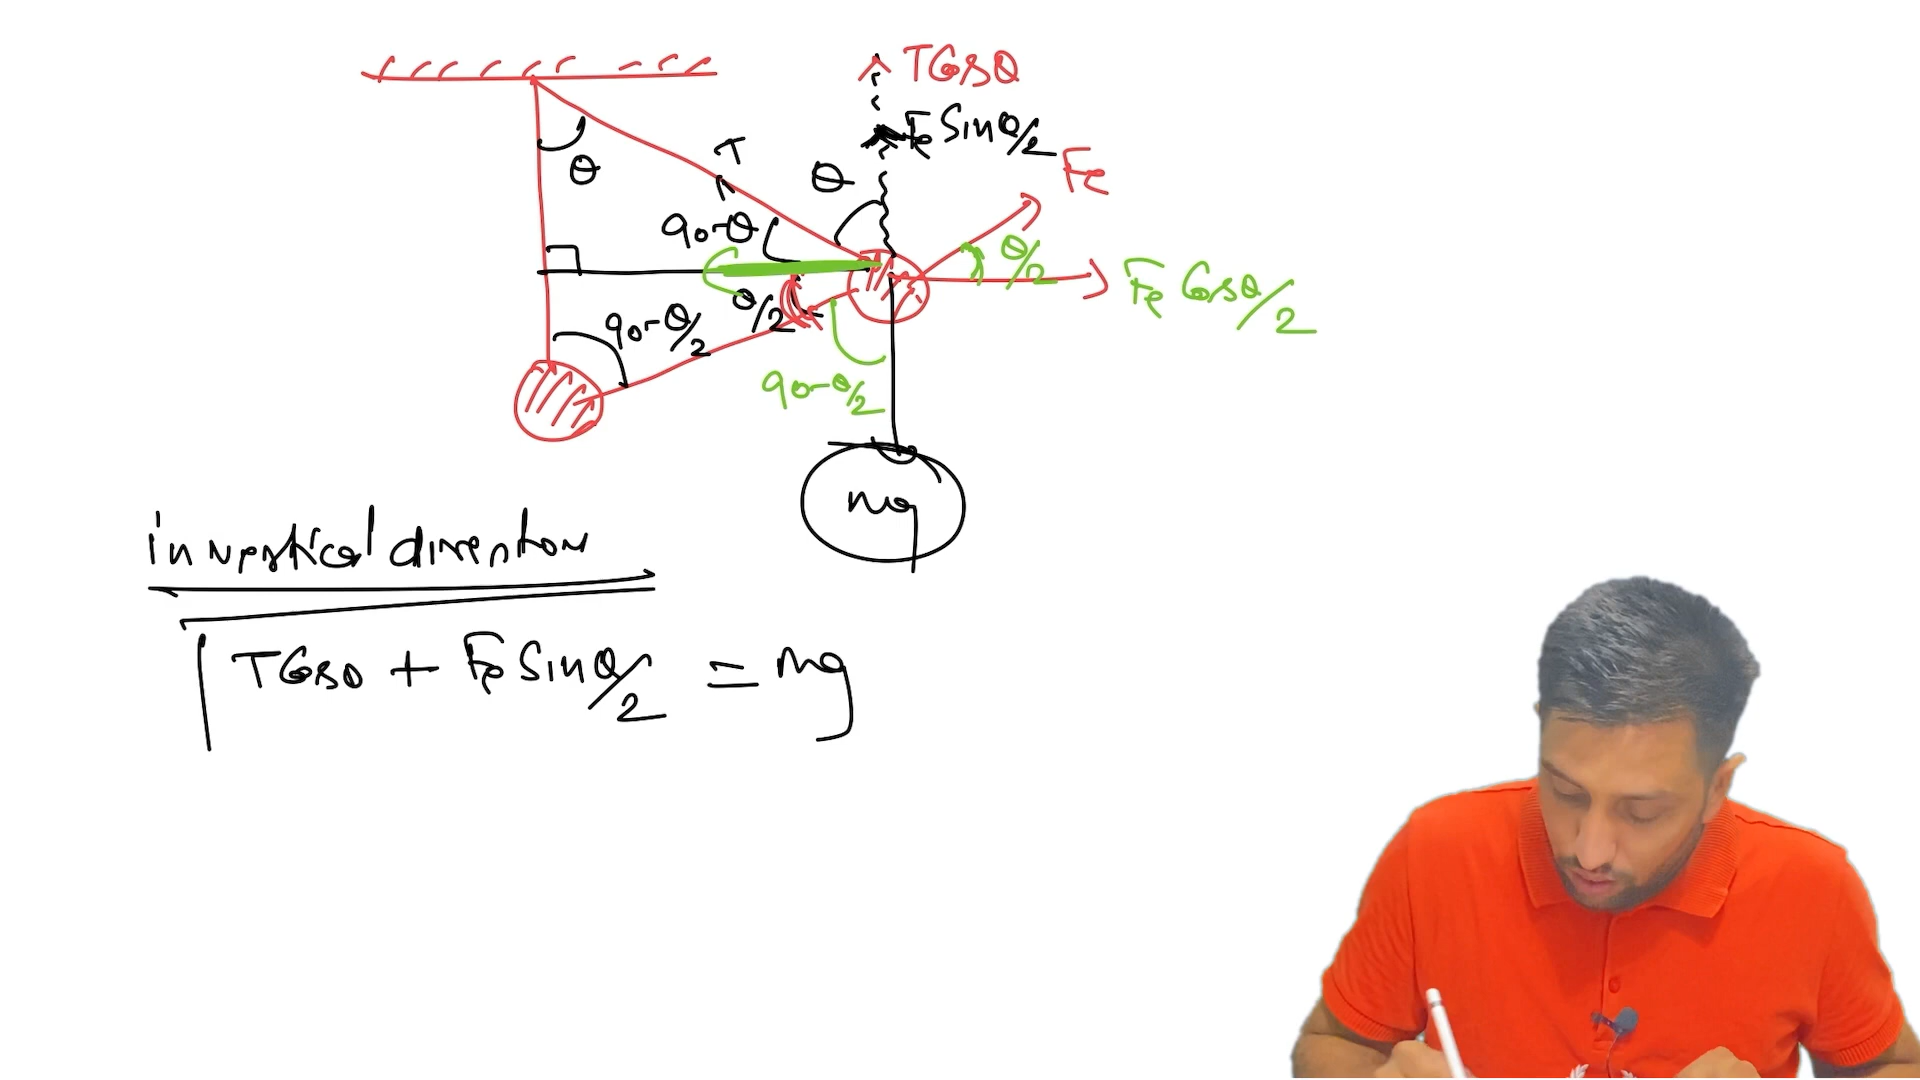 T Cosθ
Fe Sinθ/2
Fe
T
θ
θ
90-θ
θ/2
Fe Cosθ/2
θ/2
90-θ/2
90-θ/2
mg
in vertical direction
T Cosθ + Fe Sinθ/2 = mg